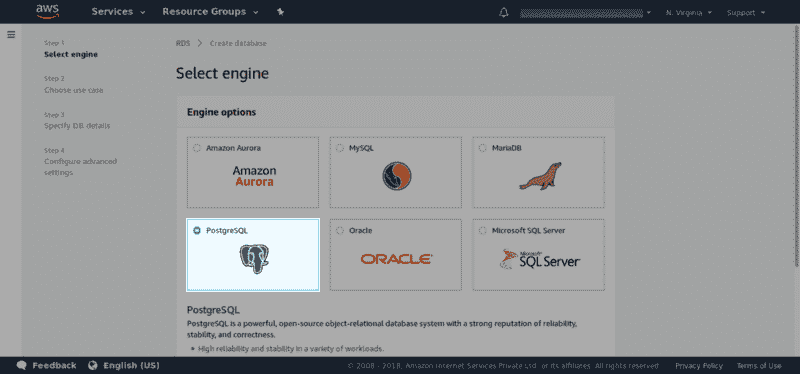 aws Services Resource Groups N. Virginia Support
Step 1
Select engine
Step 2
Choose use case
Step 3
Specify DB details
Step 4
Configure advanced
settings
RDS > Create database
Select engine
Engine options
Amazon Aurora
Amazon
Aurora
MySQL
MariaDB
PostgreSQL
Oracle
ORACLE
Microsoft SQL Server
Microsoft
SQL Server
PostgreSQL
PostgreSQL is a powerful, open-source object-relational database system with a strong reputation of reliability,
stability, and correctness.
• High reliability and stability in a variety of workloads.
Feedback English (US) © 2008 - 2018, Amazon Internet Services Private Ltd. or its affiliates. All rights reserved. Privacy Policy Terms of Use